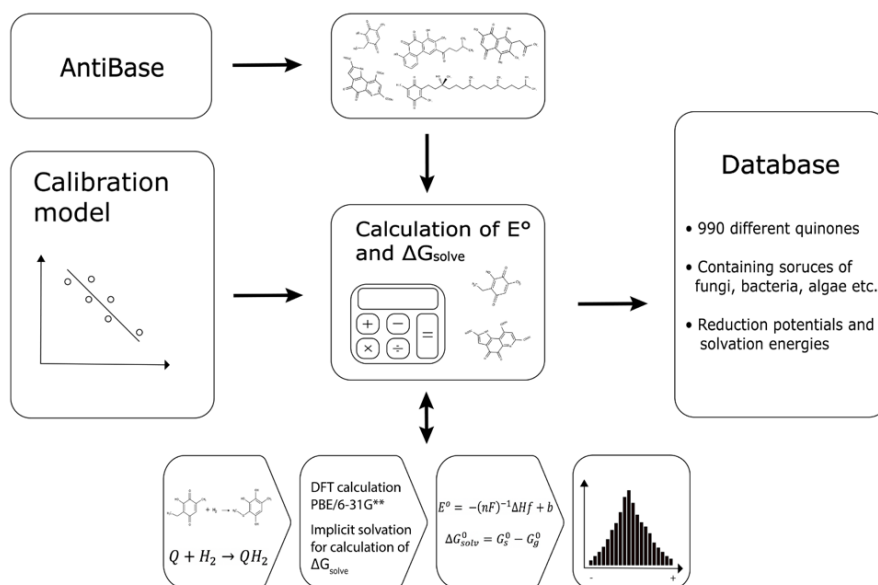 AntiBase
Calibration
model
Calculation of E°
and ΔGsolve
+
−
=
×
÷
Database
• 990 different quinones
• Containing soruces of
fungi, bacteria, algae etc.
• Reduction potentials and
solvation energies
+ H₂ →
Q + H₂ → QH₂
DFT calculation
PBE/6-31G**
Implicit solvation
for calculation of
ΔGsolve
E⁰ = −(nF)⁻¹ΔHf + b
ΔG⁰solv = G⁰s − G⁰g
- +